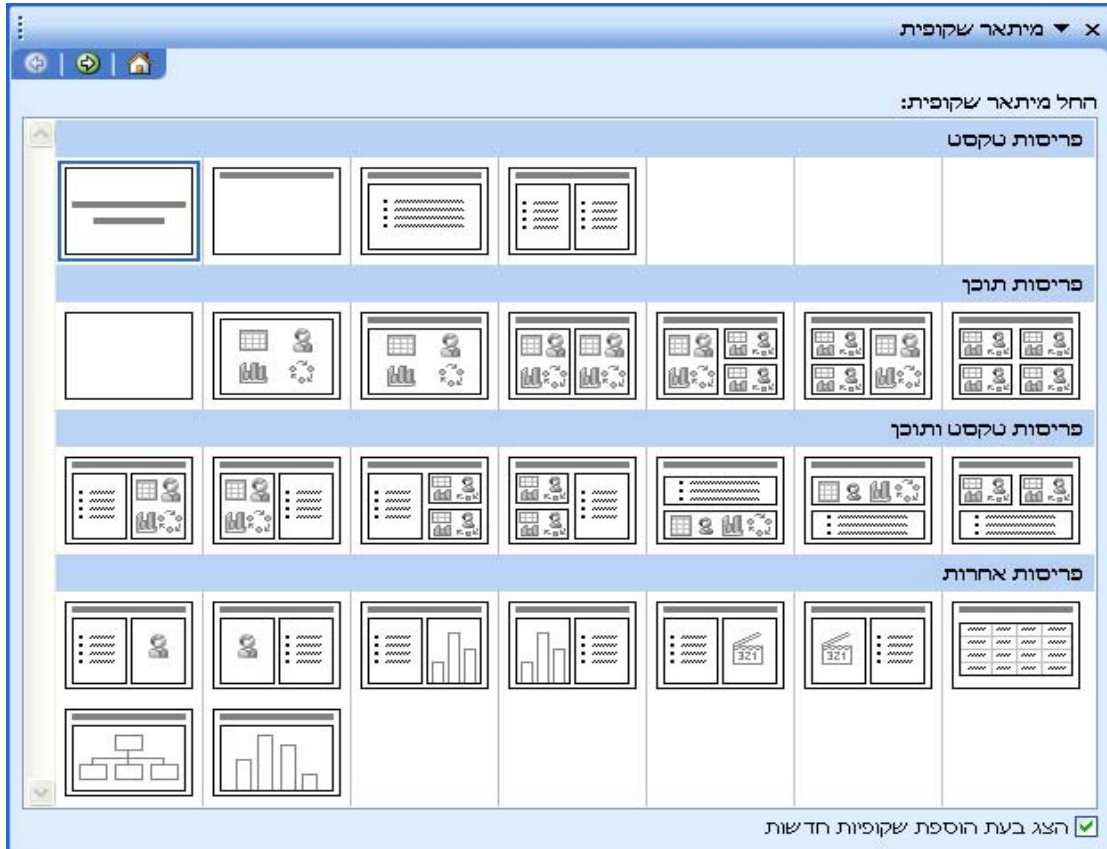 מיתאר שקופית
החל מיתאר שקופית:
פריסות טקסט
פריסות תוכן
פריסות טקסט ותוכן
פריסות אחרות
321
321
הצג בעת הוספת שקופיות חדשות